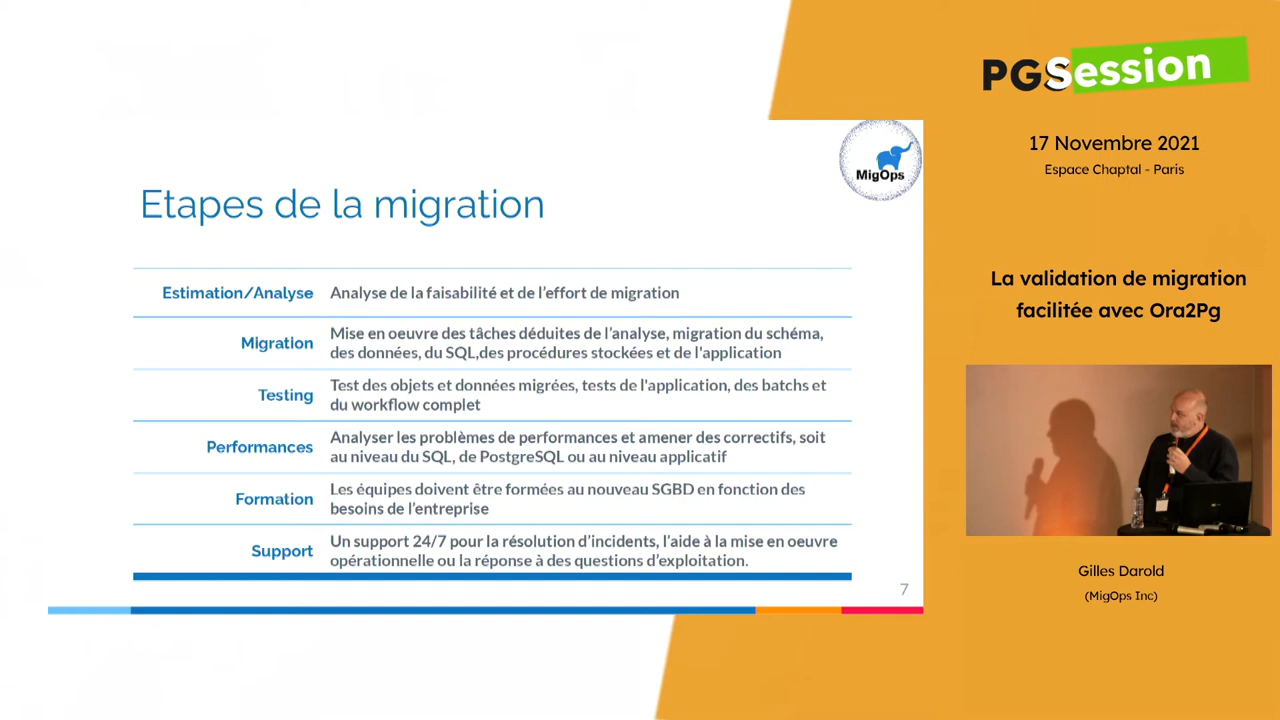 PGSession
17 Novembre 2021
Espace Chaptal - Paris
MigOps
Etapes de la migration
Estimation/Analyse
Analyse de la faisabilité et de l’effort de migration
Migration
Mise en oeuvre des tâches déduites de l’analyse, migration du schéma,
des données, du SQL,des procédures stockées et de l'application
Testing
Test des objets et données migrées, tests de l'application, des batchs et
du workflow complet
Performances
Analyser les problèmes de performances et amener des correctifs, soit
au niveau du SQL, de PostgreSQL ou au niveau applicatif
Formation
Les équipes doivent être formées au nouveau SGBD en fonction des
besoins de l’entreprise
Support
Un support 24/7 pour la résolution d’incidents, l’aide à la mise en oeuvre
opérationnelle ou la réponse à des questions d’exploitation.
7
La validation de migration
facilitée avec Ora2Pg
Gilles Darold
(MigOps Inc)